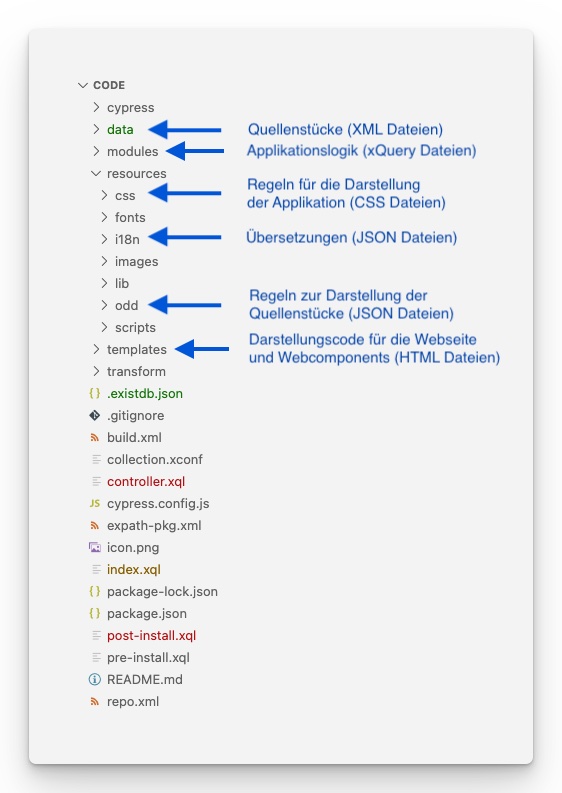 CODE
cypress
data Quellenstücke (XML Dateien)
modules Applikationslogik (xQuery Dateien)
resources
css Regeln für die Darstellung
der Applikation (CSS Dateien)
fonts
i18n Übersetzungen (JSON Dateien)
images
lib
odd Regeln zur Darstellung der
Quellenstücke (JSON Dateien)
scripts
templates Darstellungscode für die Webseite
und Webcomponents (HTML Dateien)
transform
{} .existdb.json
.gitignore
build.xml
collection.xconf
controller.xql
JS cypress.config.js
expath-pkg.xml
icon.png
index.xql
{} package-lock.json
{} package.json
post-install.xql
pre-install.xql
README.md
repo.xml